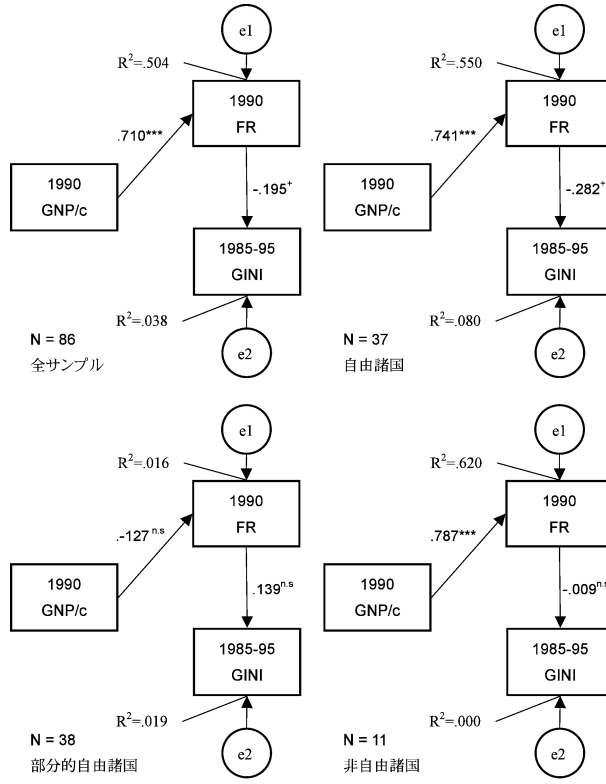 e1
R²=.504
1990
FR
.710***
1990
GNP/c
-.195⁺
1985-95
GINI
R²=.038
e2
N = 86
全サンプル
e1
R²=.550
1990
FR
.741***
1990
GNP/c
-.282⁺
1985-95
GINI
R²=.080
e2
N = 37
自由諸国
e1
R²=.016
1990
FR
.-127ⁿ·ˢ
1990
GNP/c
.139ⁿ·ˢ
1985-95
GINI
R²=.019
e2
N = 38
部分的自由諸国
e1
R²=.620
1990
FR
.787***
1990
GNP/c
-.009ⁿ·ˢ
1985-95
GINI
R²=.000
e2
N = 11
非自由諸国